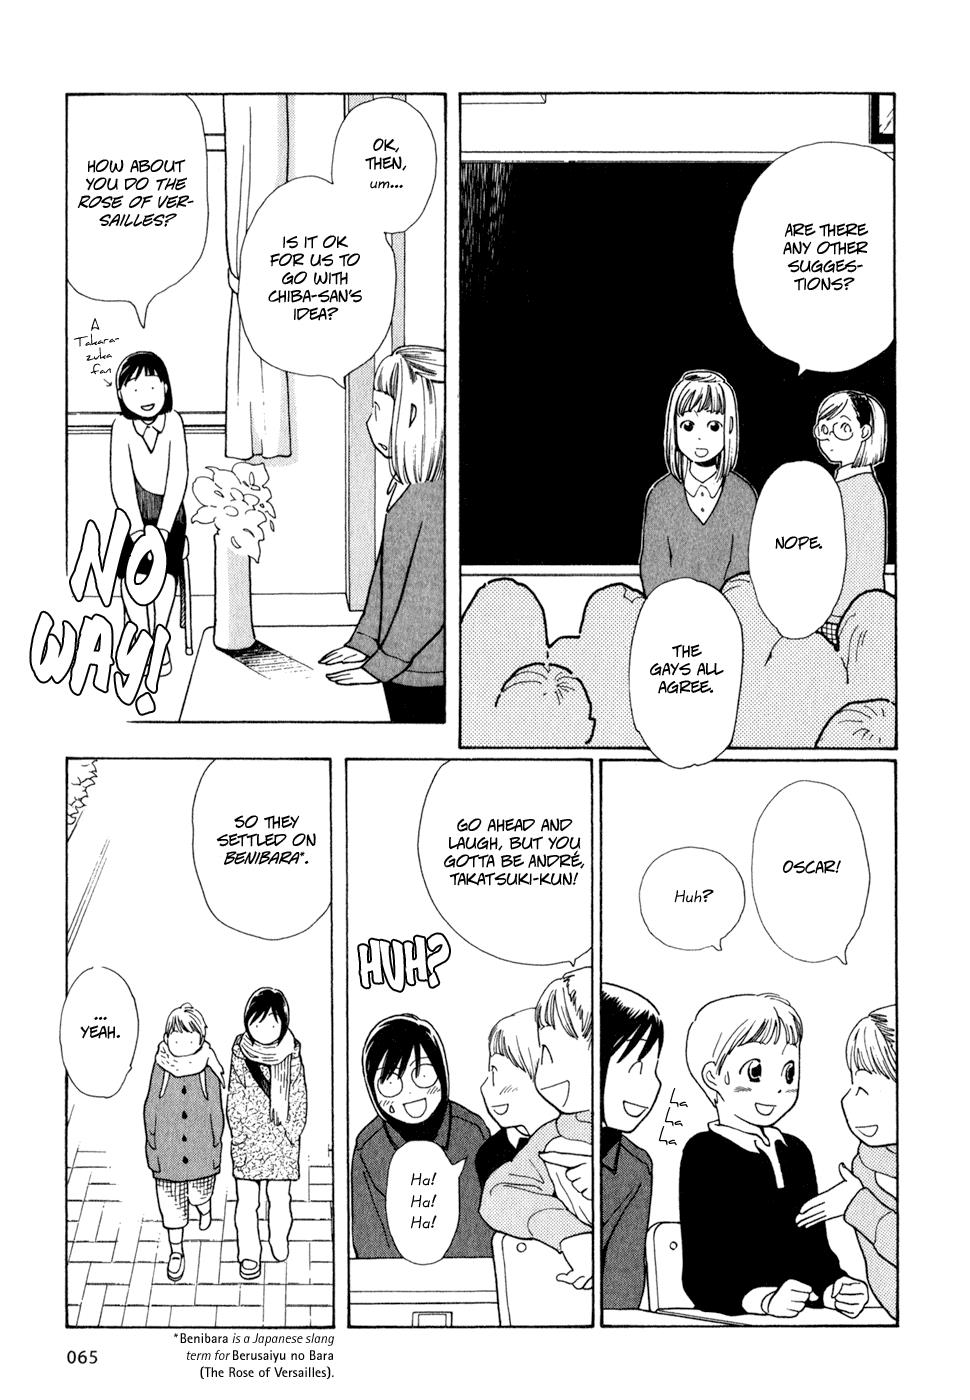 ARE THERE
ANY OTHER
SUGGES-
TIONS?
NOPE.
THE
GAYS ALL
AGREE.
OK,
THEN,
um...
IS IT OK
FOR US TO
GO WITH
CHIBA-SAN'S
IDEA?
HOW ABOUT
YOU DO THE
ROSE OF VER-
SAILLES?
A
Takara-
zuka
fan
NO
WAY!
OSCAR!
Huh?
Ha
Ha
Ha
GO AHEAD AND
LAUGH, BUT YOU
GOTTA BE ANDRÉ,
TAKATSUKI-KUN!
HUH?
Ha!
Ha!
Ha!
SO THEY
SETTLED ON
BENIBARA*.
...
YEAH.
*Benibara is a Japanese slang
term for Berusaiyu no Bara
(The Rose of Versailles).
065